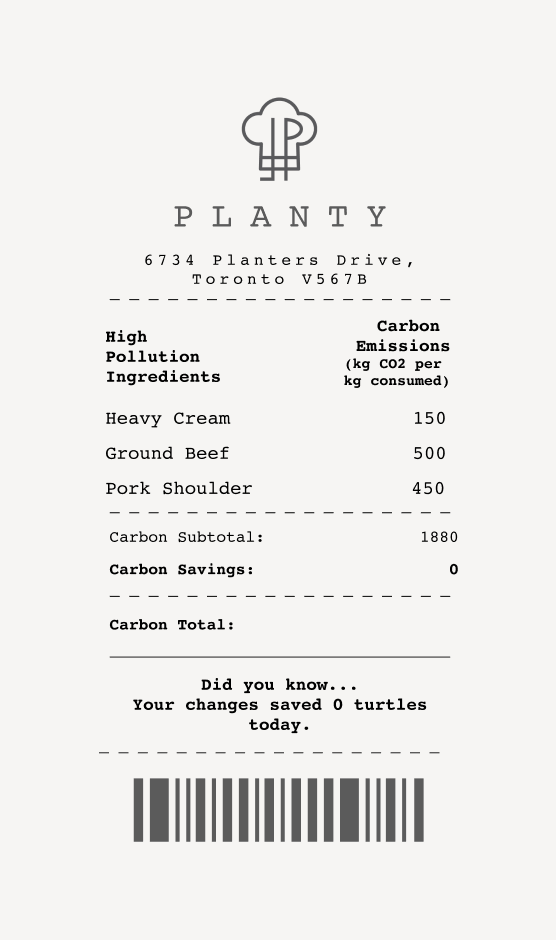 PLANTY
6734 Planters Drive,
Toronto V567B
High
Pollution
Ingredients
Carbon
Emissions
(kg CO2 per
kg consumed)
Heavy Cream 150
Ground Beef 500
Pork Shoulder 450
Carbon Subtotal: 1880
Carbon Savings: 0
Carbon Total:
Did you know...
Your changes saved 0 turtles
today.